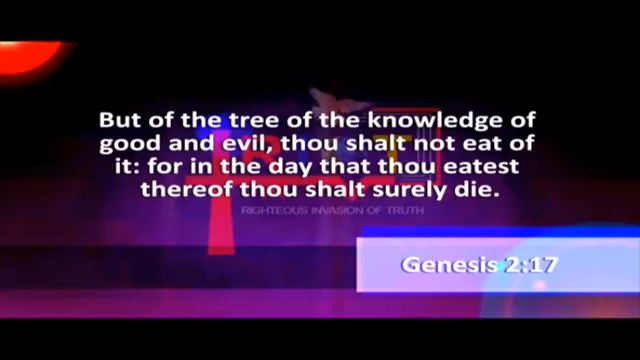 But of the tree of the knowledge of
good and evil, thou shalt not eat of
it: for in the day that thou eatest
thereof thou shalt surely die.
RIGHTEOUS INVASION OF TRUTH
Genesis 2:17